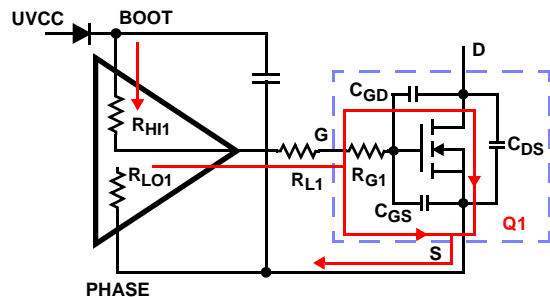 UVCC
BOOT
D
C_GD
R_HI1
G
C_DS
R_LO1
R_L1
R_G1
C_GS
Q1
S
PHASE